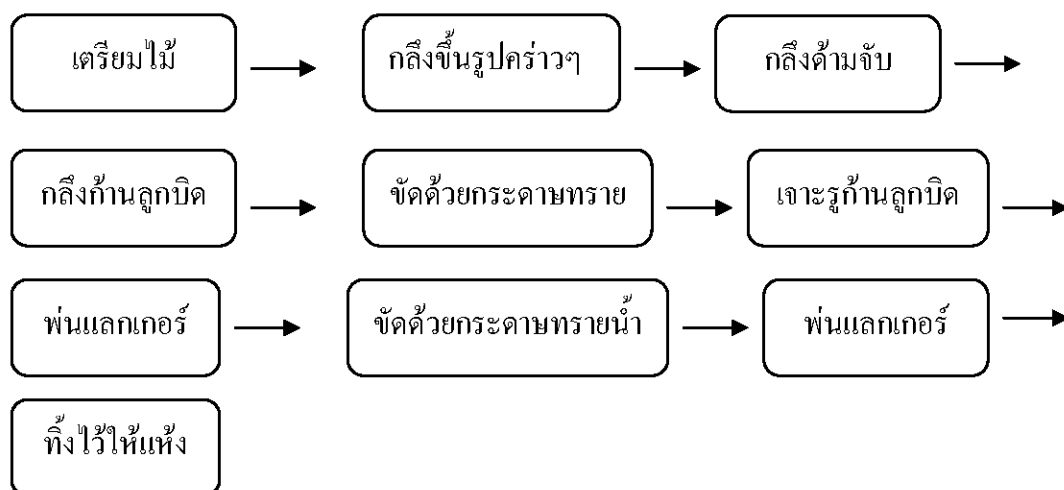 เตรียมไม้
กลึงขึ้นรูปคร่าวๆ
กลึงด้ามจับ
กลึงก้านลูกบิด
ขัดด้วยกระดาษทราย
เจาะรูก้านลูกบิด
พ่นแลกเกอร์
ขัดด้วยกระดาษทรายน้ำ
พ่นแลกเกอร์
ทิ้งไว้ให้แห้ง